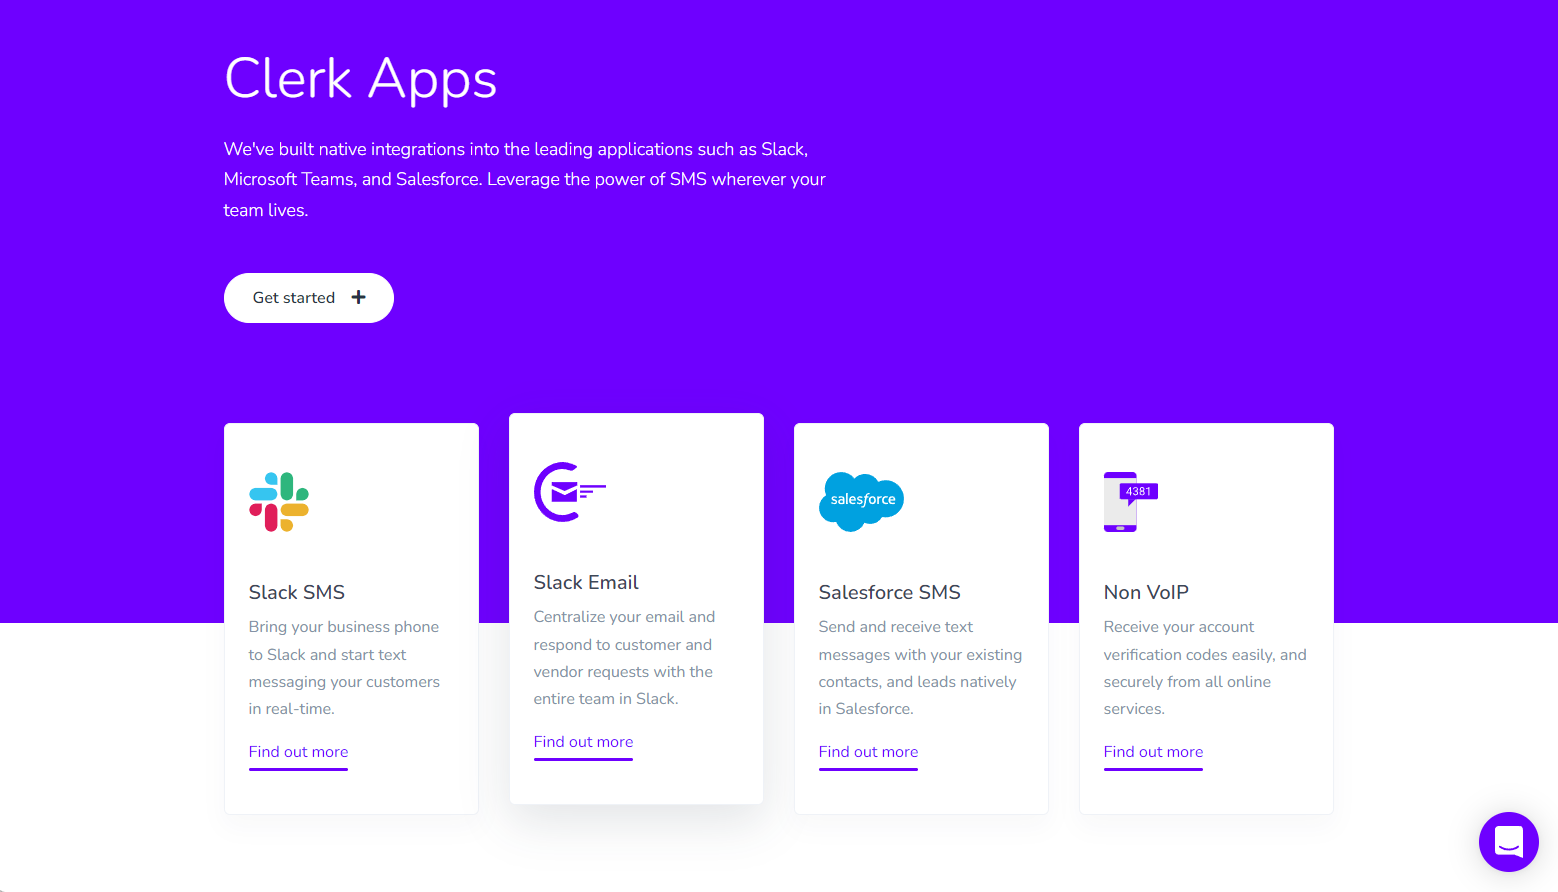 Clerk Apps
We've built native integrations into the leading applications such as Slack,
Microsoft Teams, and Salesforce. Leverage the power of SMS wherever your
team lives.
Get started
Slack SMS
Bring your business phone
to Slack and start text
messaging your customers
in real-time.
Find out more
Slack Email
Centralize your email and
respond to customer and
vendor requests with the
entire team in Slack.
Find out more
salesforce
Salesforce SMS
Send and receive text
messages with your existing
contacts, and leads natively
in Salesforce.
Find out more
4381
Non VoIP
Receive your account
verification codes easily, and
securely from all online
services.
Find out more